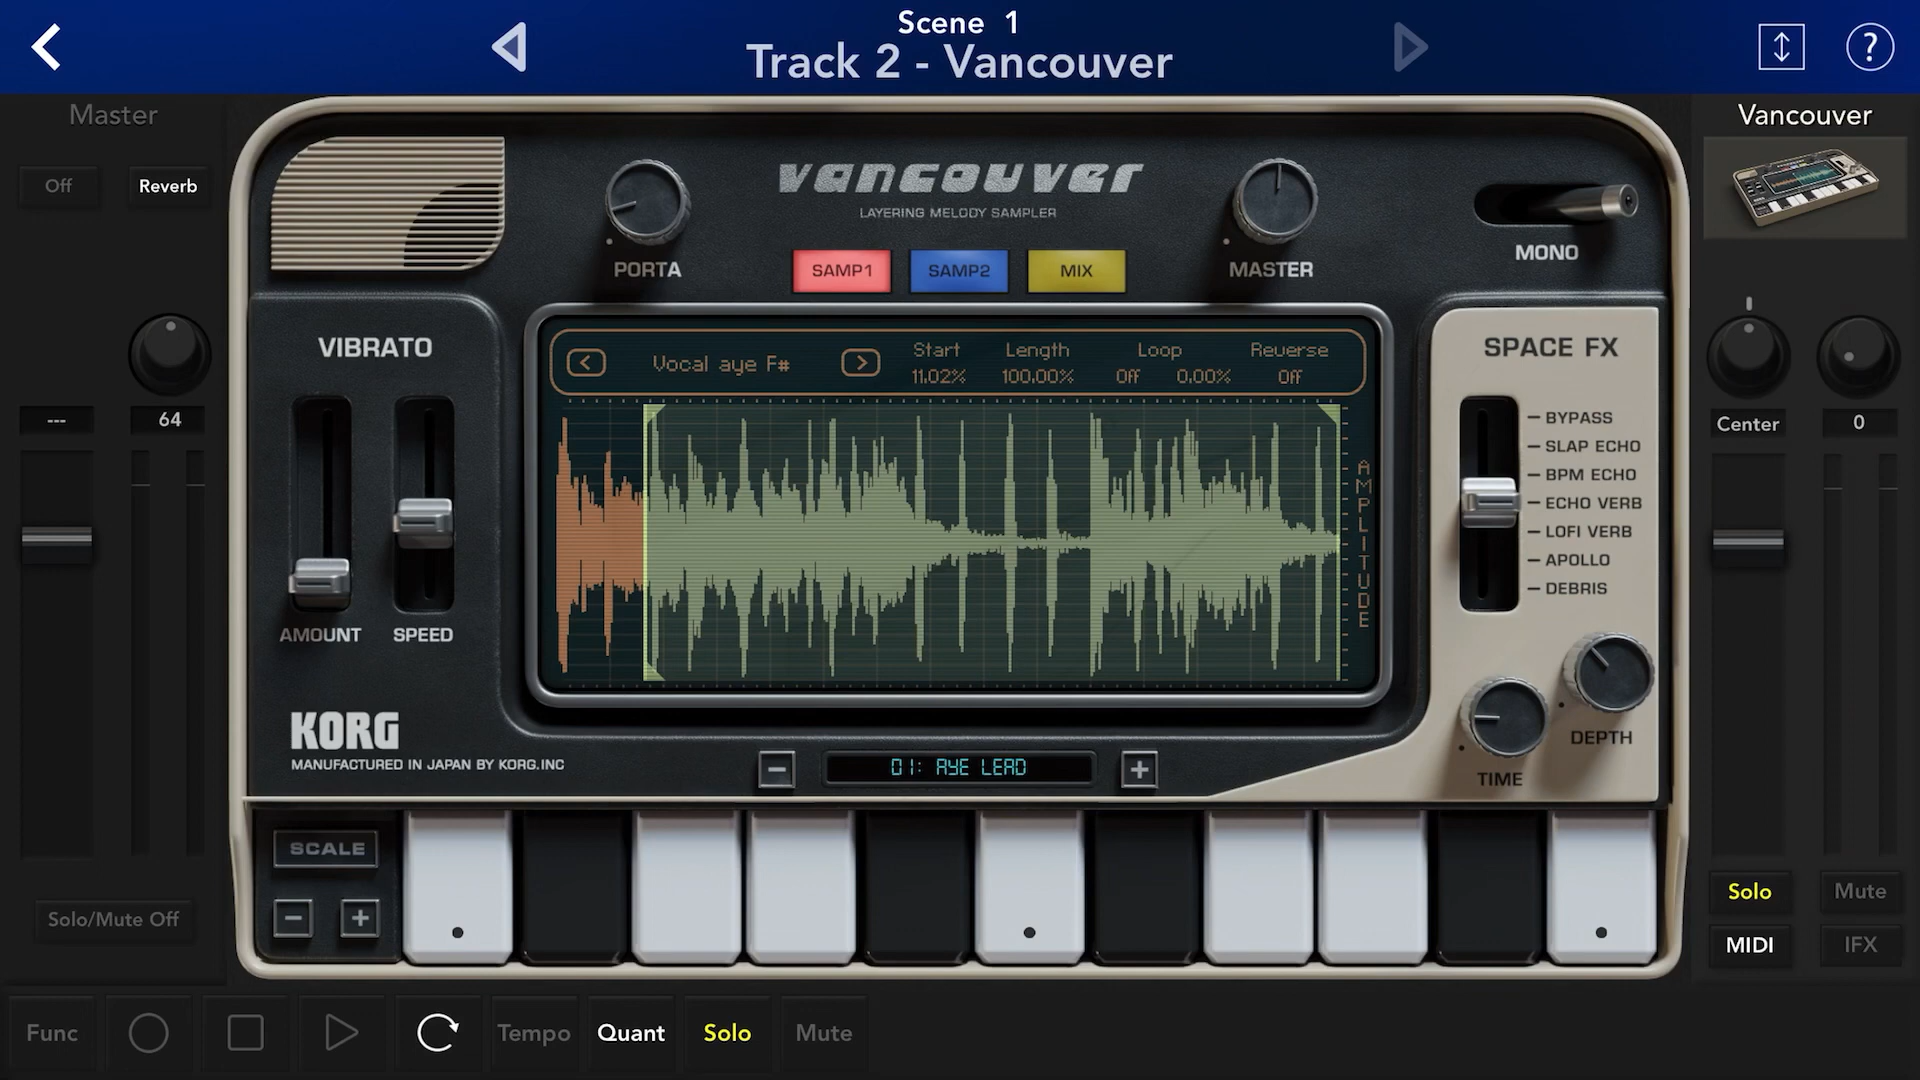 Scene 1
Track 2 - Vancouver
?
Master
Off
Reverb
---
64
Solo/Mute Off
vancouver
LAYERING MELODY SAMPLER
PORTA
MASTER
MONO
SAMP1
SAMP2
MIX
VIBRATO
AMOUNT
SPEED
< Vocal aye F# >
Start
11.02%
Length
100.00%
Loop
Off 0.00%
Reverse
Off
AMPLITUDE
SPACE FX
BYPASS
SLAP ECHO
BPM ECHO
ECHO VERB
LOFI VERB
APOLLO
DEBRIS
TIME
DEPTH
KORG
MANUFACTURED IN JAPAN BY KORG.INC
- 01: AYE LEAD +
SCALE
- +
Vancouver
Center
0
Solo
Mute
MIDI
IFX
Func
Tempo
Quant
Solo
Mute